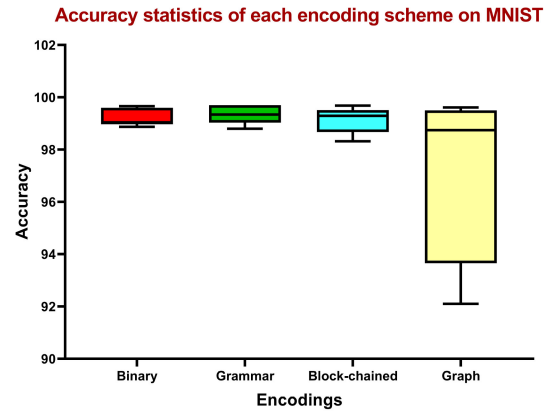 Accuracy statistics of each encoding scheme on MNIST
102
100
98
96
94
92
90
Accuracy
Binary
Grammar
Block-chained
Graph
Encodings